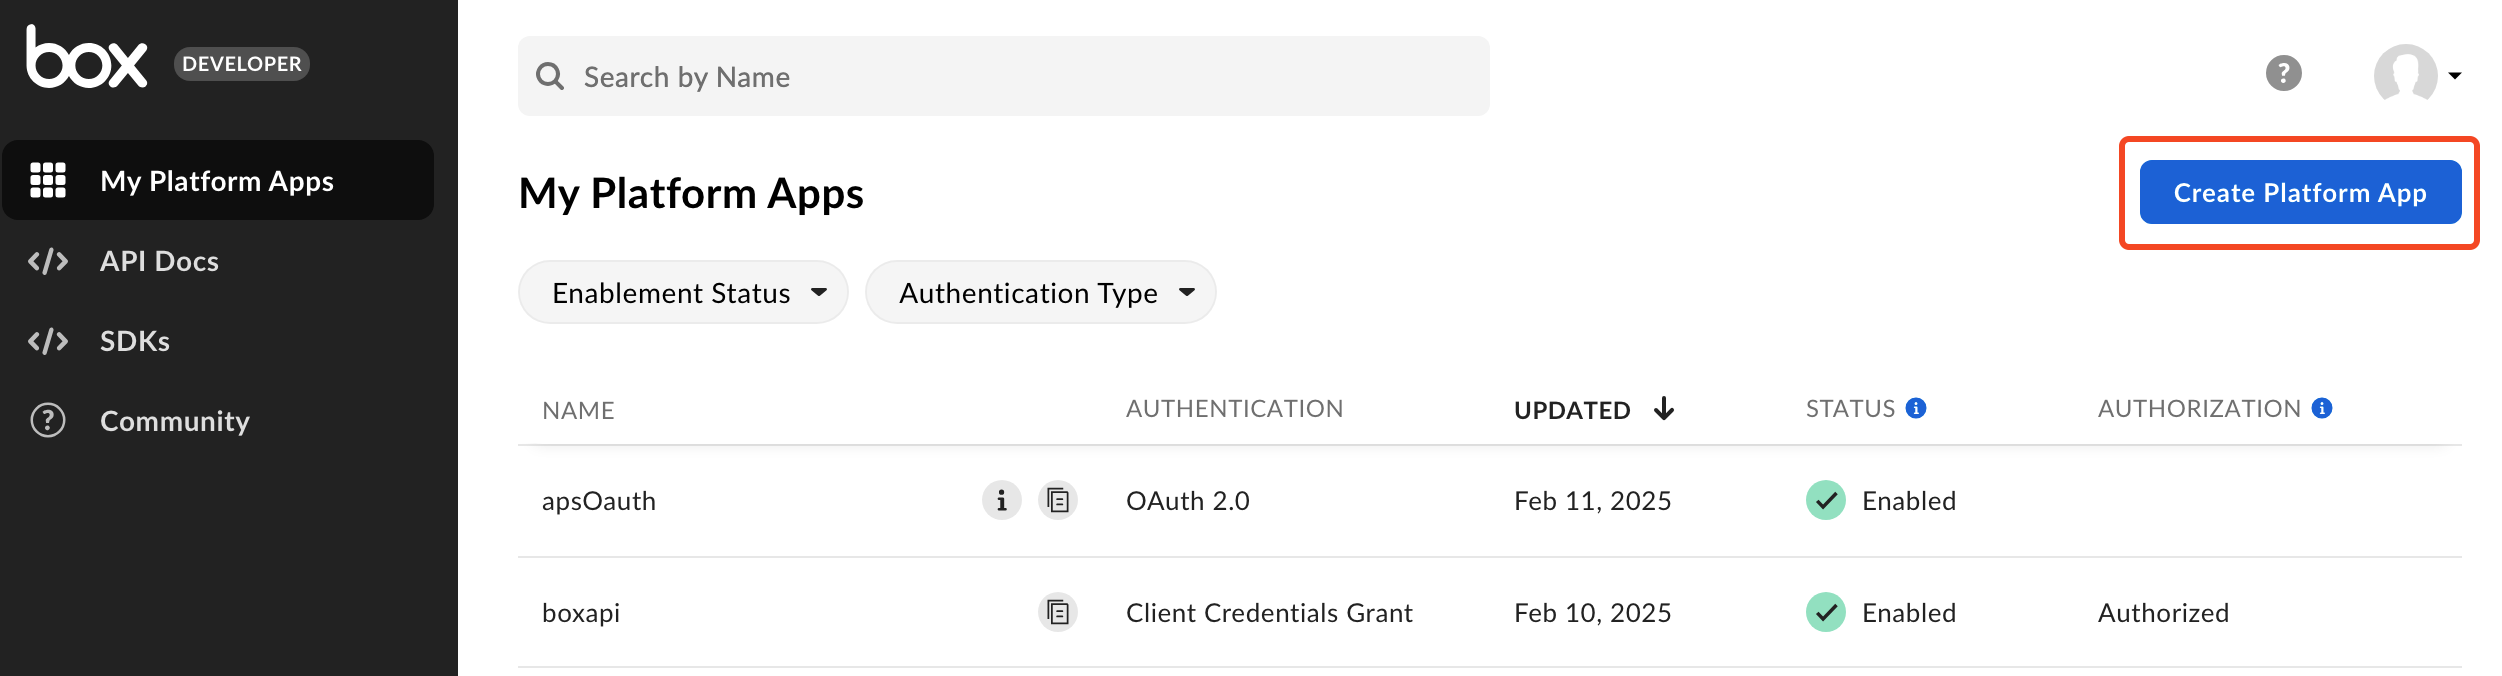 box DEVELOPER
My Platform Apps
API Docs
SDKs
Community
Search by Name
My Platform Apps
Create Platform App
Enablement Status Authentication Type
NAME AUTHENTICATION UPDATED STATUS AUTHORIZATION
apsOauth OAuth 2.0 Feb 11, 2025 Enabled
boxapi Client Credentials Grant Feb 10, 2025 Enabled Authorized